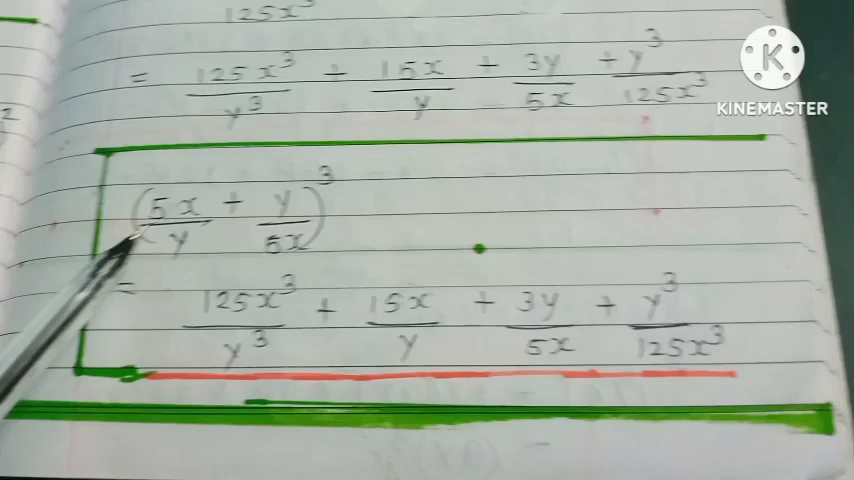 125x³
= 125x³/y³ + 15x/y + 3y/5x + y³/125x³
KINEMASTER
(5x/y + y/5x)³
= 125x³/y³ + 15x/y + 3y/5x + y³/125x³